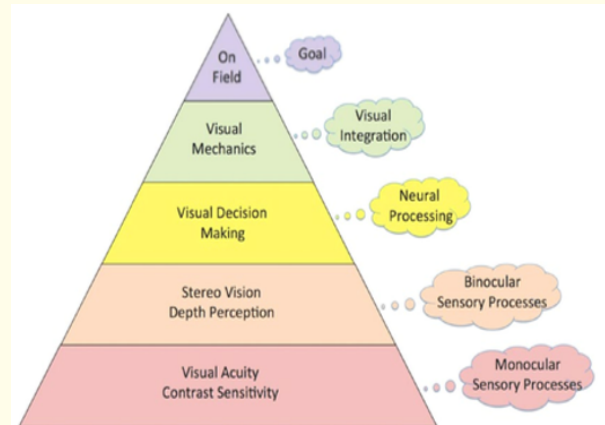 On
Field
Goal
Visual
Mechanics
Visual
Integration
Visual Decision
Making
Neural
Processing
Stereo Vision
Depth Perception
Binocular
Sensory Processes
Visual Acuity
Contrast Sensitivity
Monocular
Sensory Processes